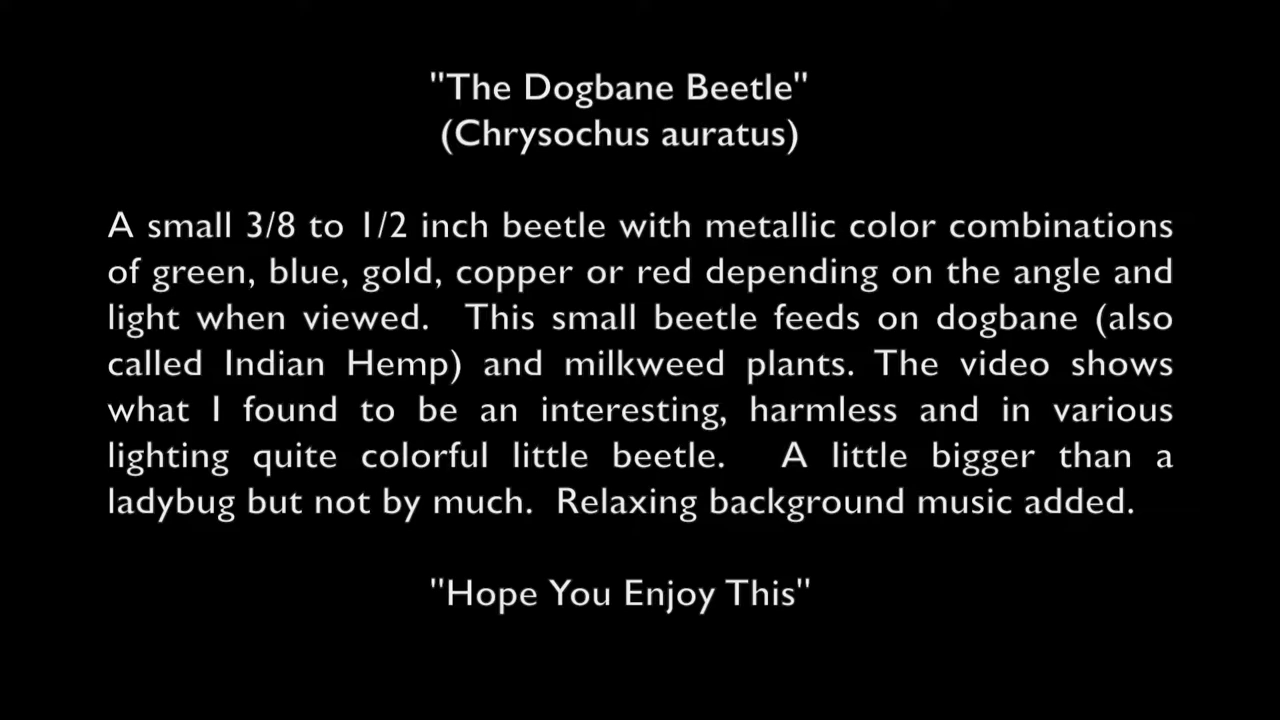 "The Dogbane Beetle"
(Chrysochus auratus)
A small 3/8 to 1/2 inch beetle with metallic color combinations
of green, blue, gold, copper or red depending on the angle and
light when viewed.  This small beetle feeds on dogbane (also
called Indian Hemp) and milkweed plants. The video shows
what I found to be an interesting, harmless and in various
lighting quite colorful little beetle.  A little bigger than a
ladybug but not by much.  Relaxing background music added.
"Hope You Enjoy This"